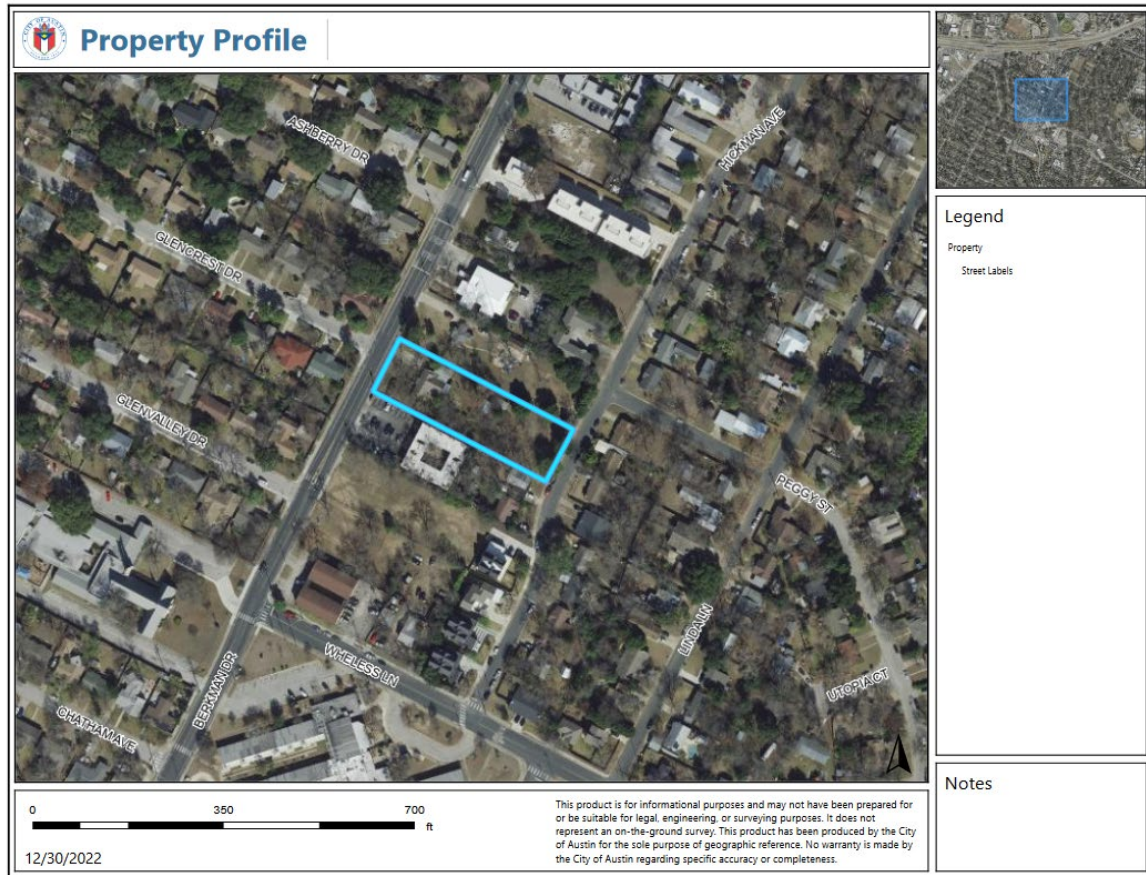 Property Profile
ASHBERRY DR
HICKMAN AVE
GLENCREST DR
GLENVALLEY DR
PEGGY ST
LINDA LN
WHELESS LN
UTOPIA CT
BERKMAN DR
CHATHAM AVE
Legend
Property
Street Labels
Notes
0 350 700
ft
12/30/2022
This product is for informational purposes and may not have been prepared for
or be suitable for legal, engineering, or surveying purposes. It does not
represent an on-the-ground survey. This product has been produced by the City
of Austin for the sole purpose of geographic reference. No warranty is made by
the City of Austin regarding specific accuracy or completeness.